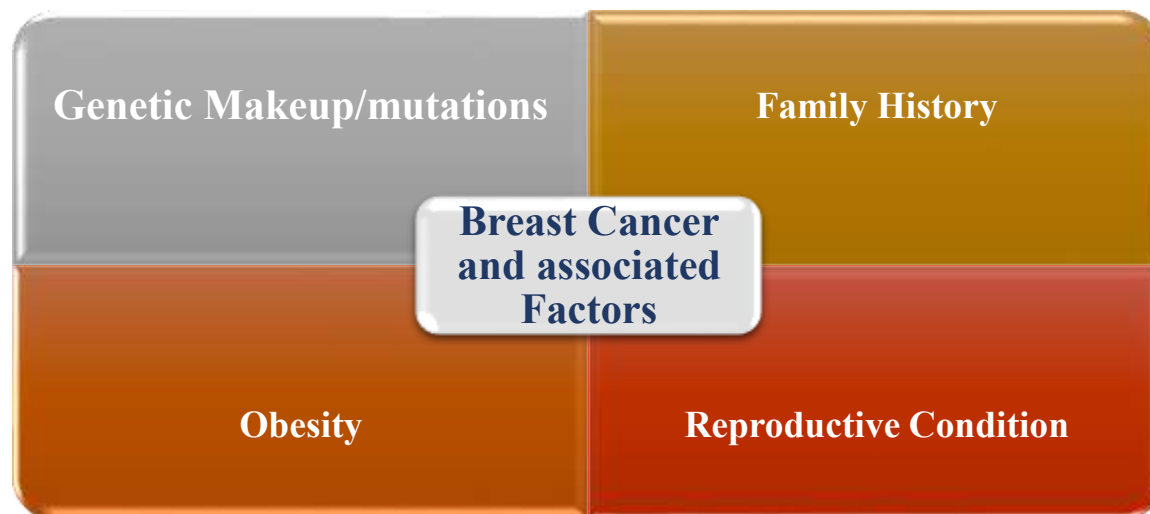 Genetic Makeup/mutations
Family History
Breast Cancer
and associated
Factors
Obesity
Reproductive Condition